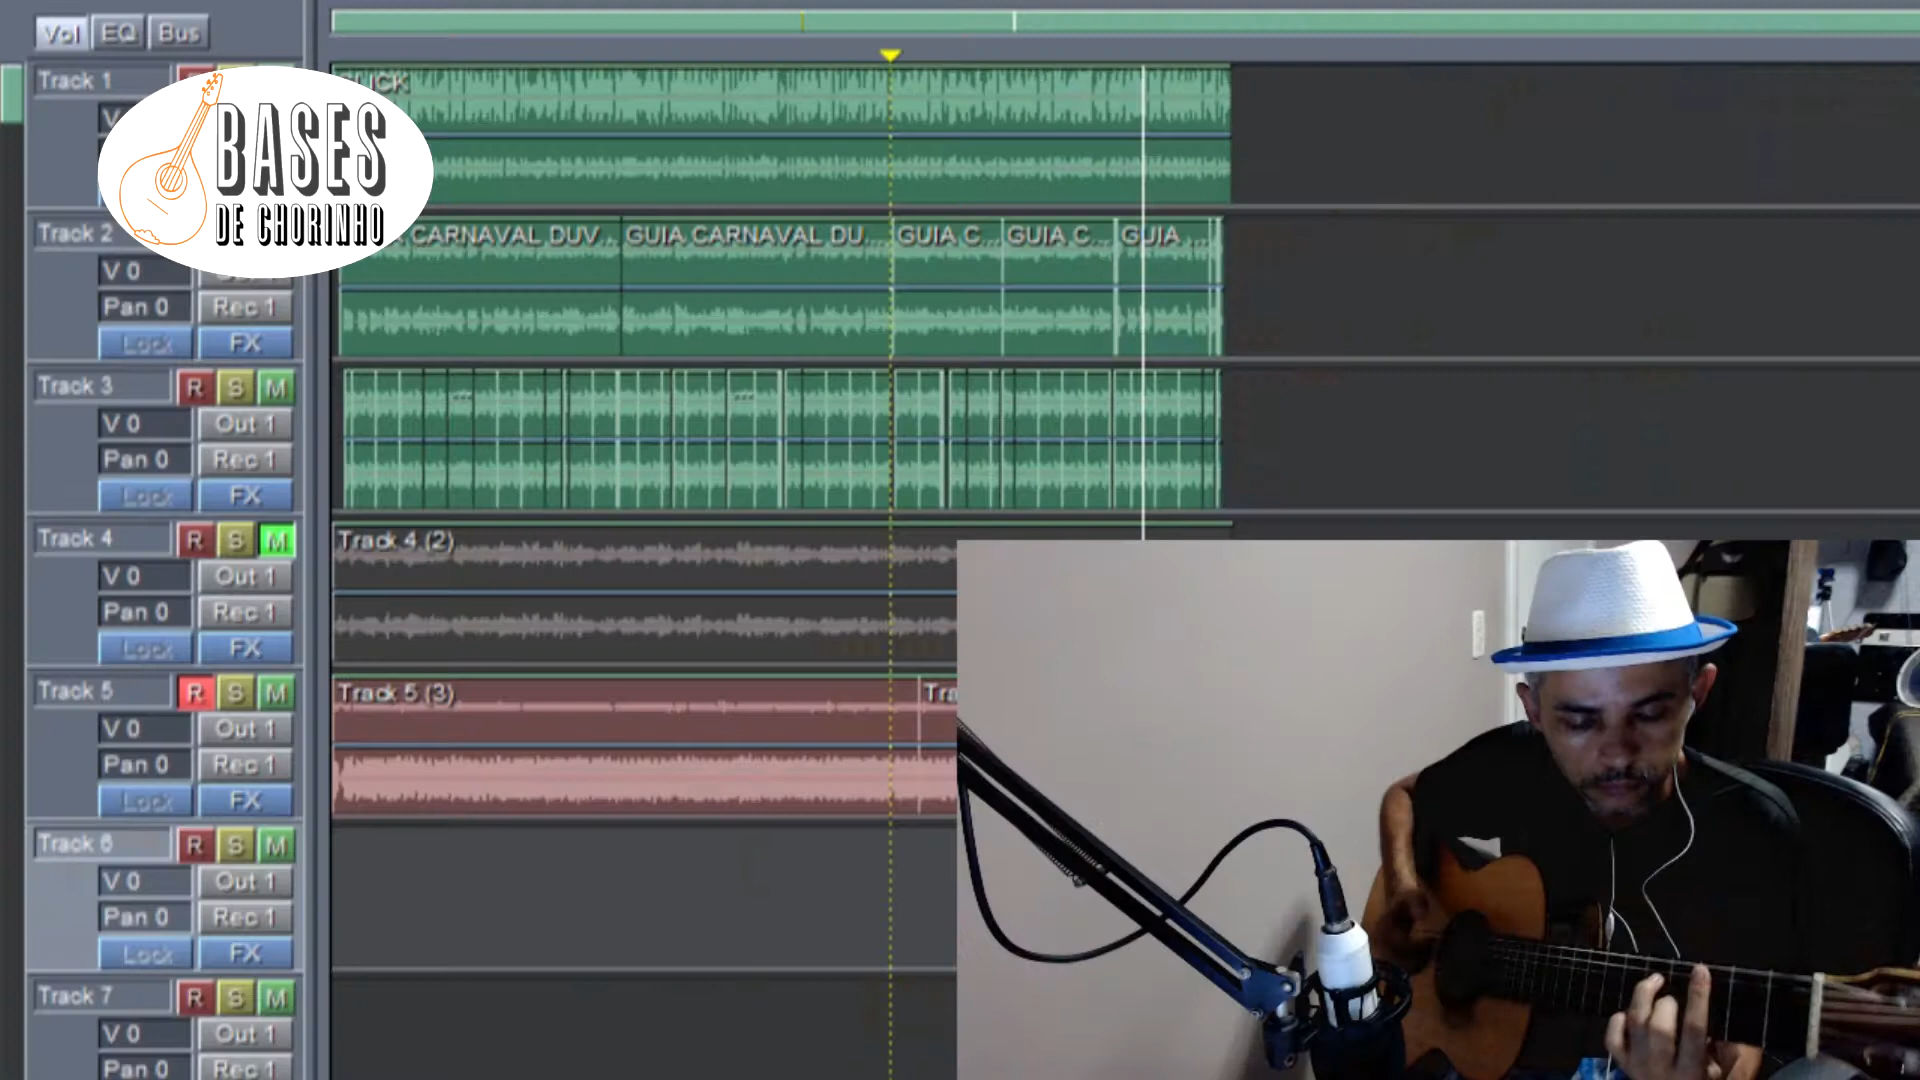 Vol EQ Bus
Track 1
BASES
DE CHORINHO
Track 2
CARNAVAL DUV... GUIA CARNAVAL DU... GUIA C... GUIA C... GUIA ...
V 0
Pan 0 Rec 1
Lock FX
Track 3 R S M
V 0 Out 1
Pan 0 Rec 1
Lock FX
Track 4 R S M
Track 4 (2)
V 0 Out 1
Pan 0 Rec 1
Lock FX
Track 5 R S M
Track 5 (3) Tra
V 0 Out 1
Pan 0 Rec 1
Lock FX
Track 6 R S M
V 0 Out 1
Pan 0 Rec 1
Lock FX
Track 7 R S M
V 0 Out 1
Pan 0 Rec 1